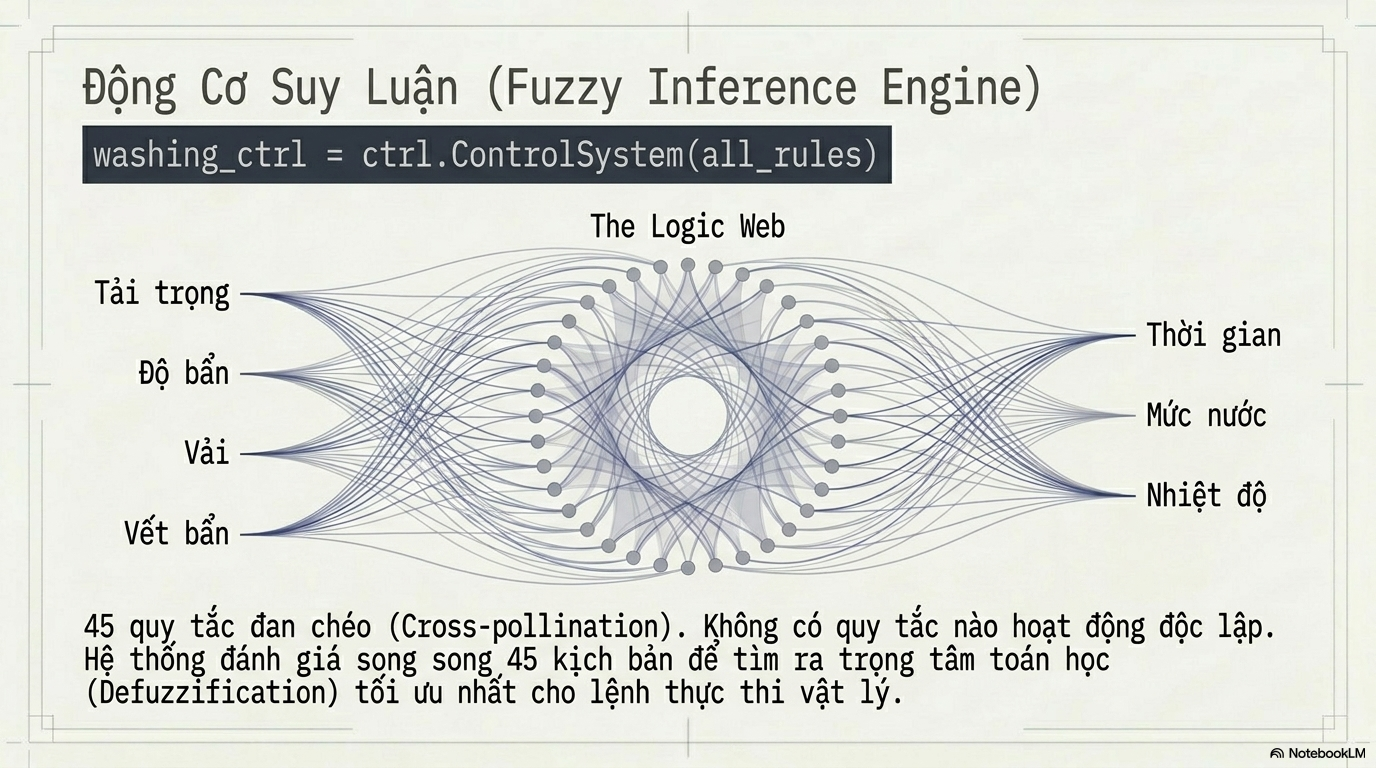 Động Cơ Suy Luận (Fuzzy Inference Engine)
washing_ctrl = ctrl.ControlSystem(all_rules)
The Logic Web
Tải trọng
Độ bẩn
Vải
Vết bẩn
Thời gian
Mức nước
Nhiệt độ
45 quy tắc đan chéo (Cross-pollination). Không có quy tắc nào hoạt động độc lập.
Hệ thống đánh giá song song 45 kịch bản để tìm ra trọng tâm toán học
(Defuzzification) tối ưu nhất cho lệnh thực thi vật lý.
NotebookLM